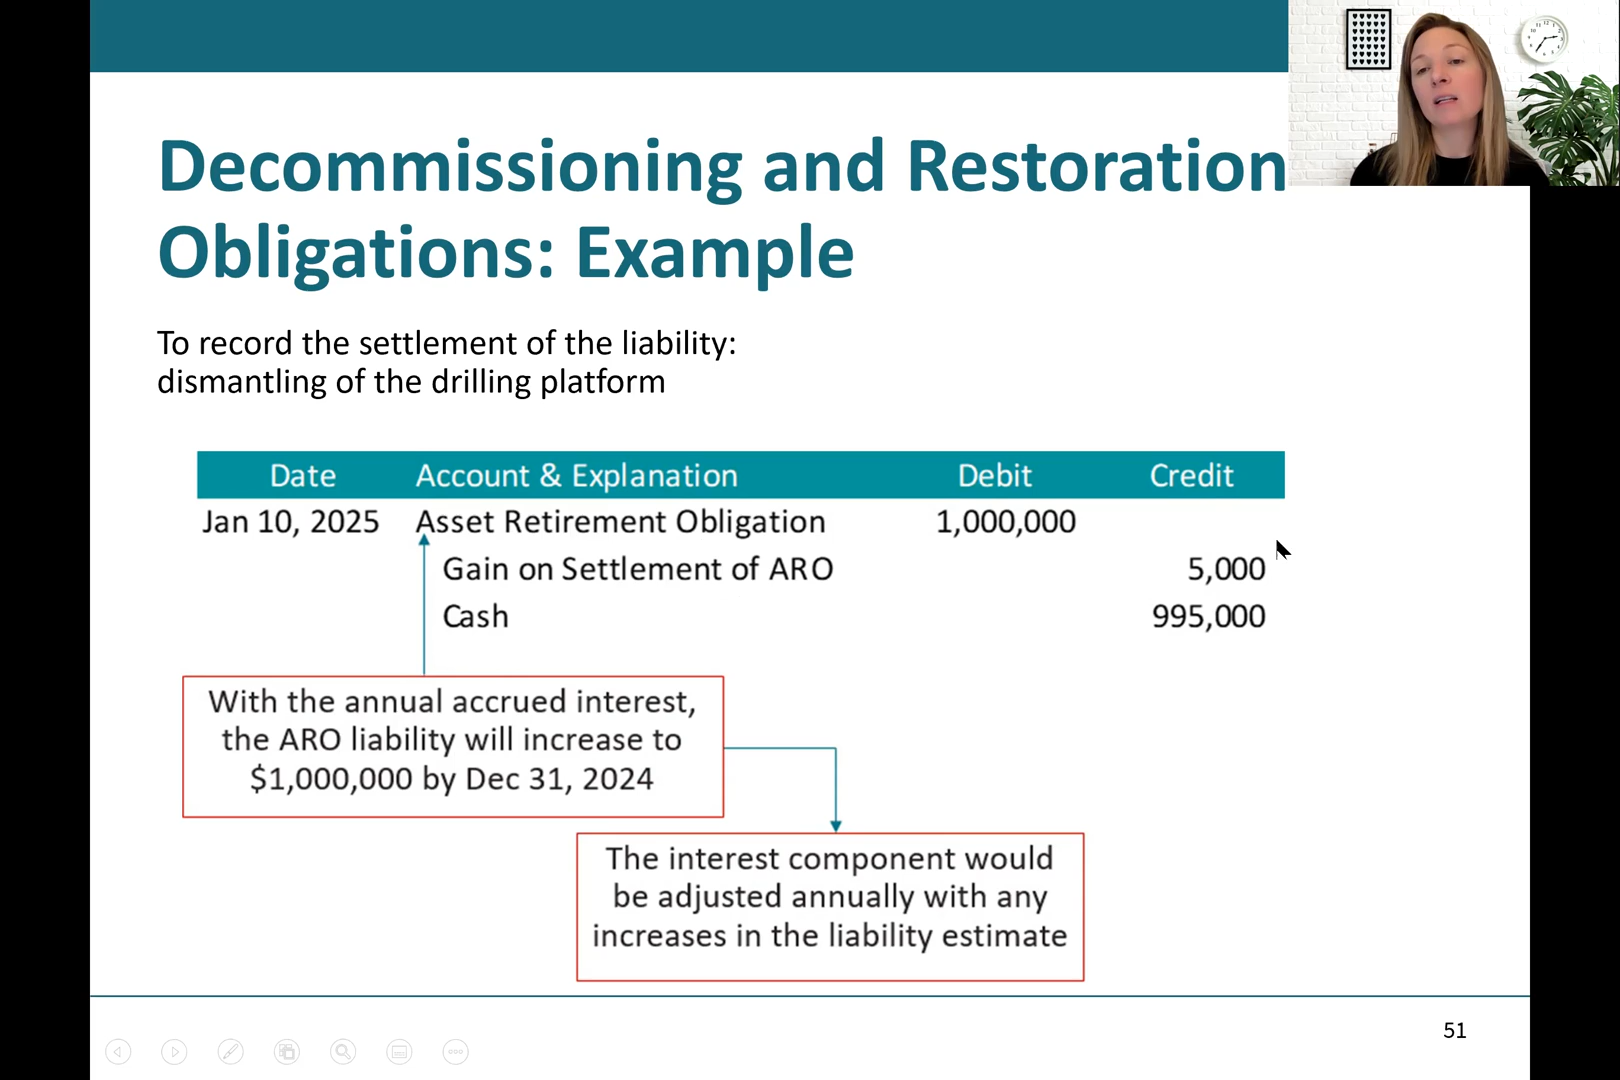 Decommissioning and Restoration
Obligations: Example
To record the settlement of the liability:
dismantling of the drilling platform
Date Account & Explanation Debit Credit
Jan 10, 2025 Asset Retirement Obligation 1,000,000
Gain on Settlement of ARO 5,000
Cash 995,000
With the annual accrued interest,
the ARO liability will increase to
$1,000,000 by Dec 31, 2024
The interest component would
be adjusted annually with any
increases in the liability estimate
51